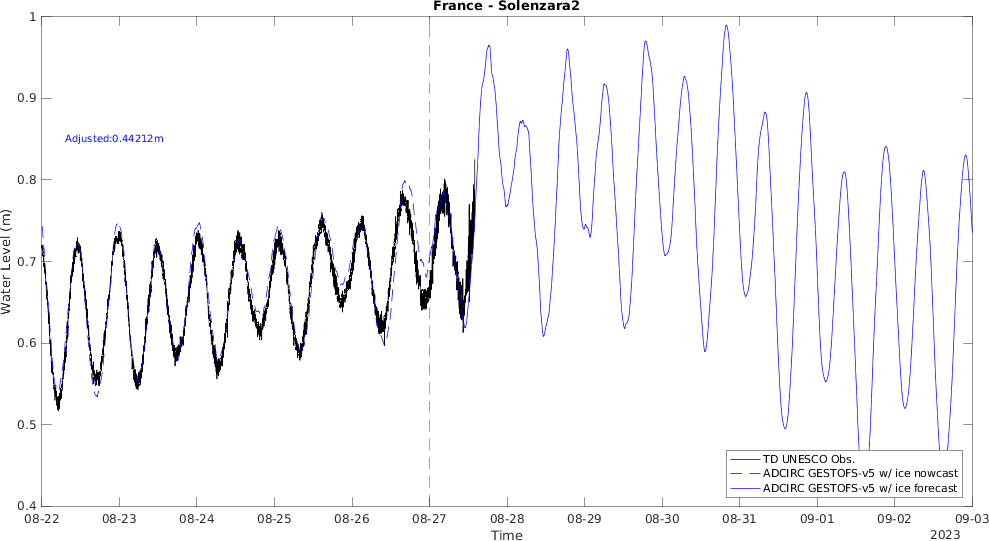 France - Solenzara2
1
0.9
0.8
0.7
0.6
0.5
0.4
Water Level (m)
Adjusted:0.44212m
TD UNESCO Obs.
ADCIRC GESTOFS-v5 w/ ice nowcast
ADCIRC GESTOFS-v5 w/ ice forecast
08-22 08-23 08-24 08-25 08-26 08-27 08-28 08-29 08-30 08-31 09-01 09-02 09-03
Time
2023